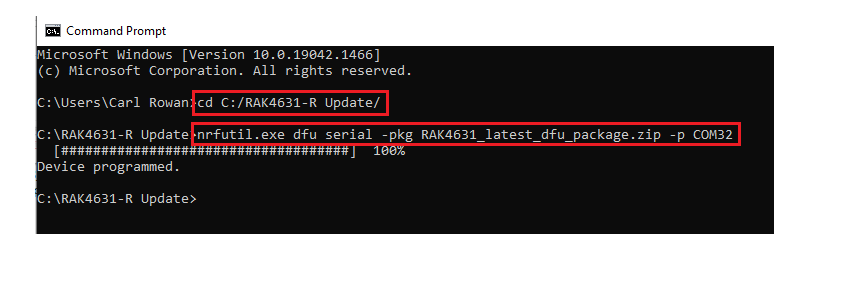 Command Prompt
Microsoft Windows [Version 10.0.19042.1466]
(c) Microsoft Corporation. All rights reserved.
C:\Users\Carl Rowan>cd C:/RAK4631-R Update/
C:\RAK4631-R Update>nrfutil.exe dfu serial -pkg RAK4631_latest_dfu_package.zip -p COM32
[####################################] 100%
Device programmed.
C:\RAK4631-R Update>